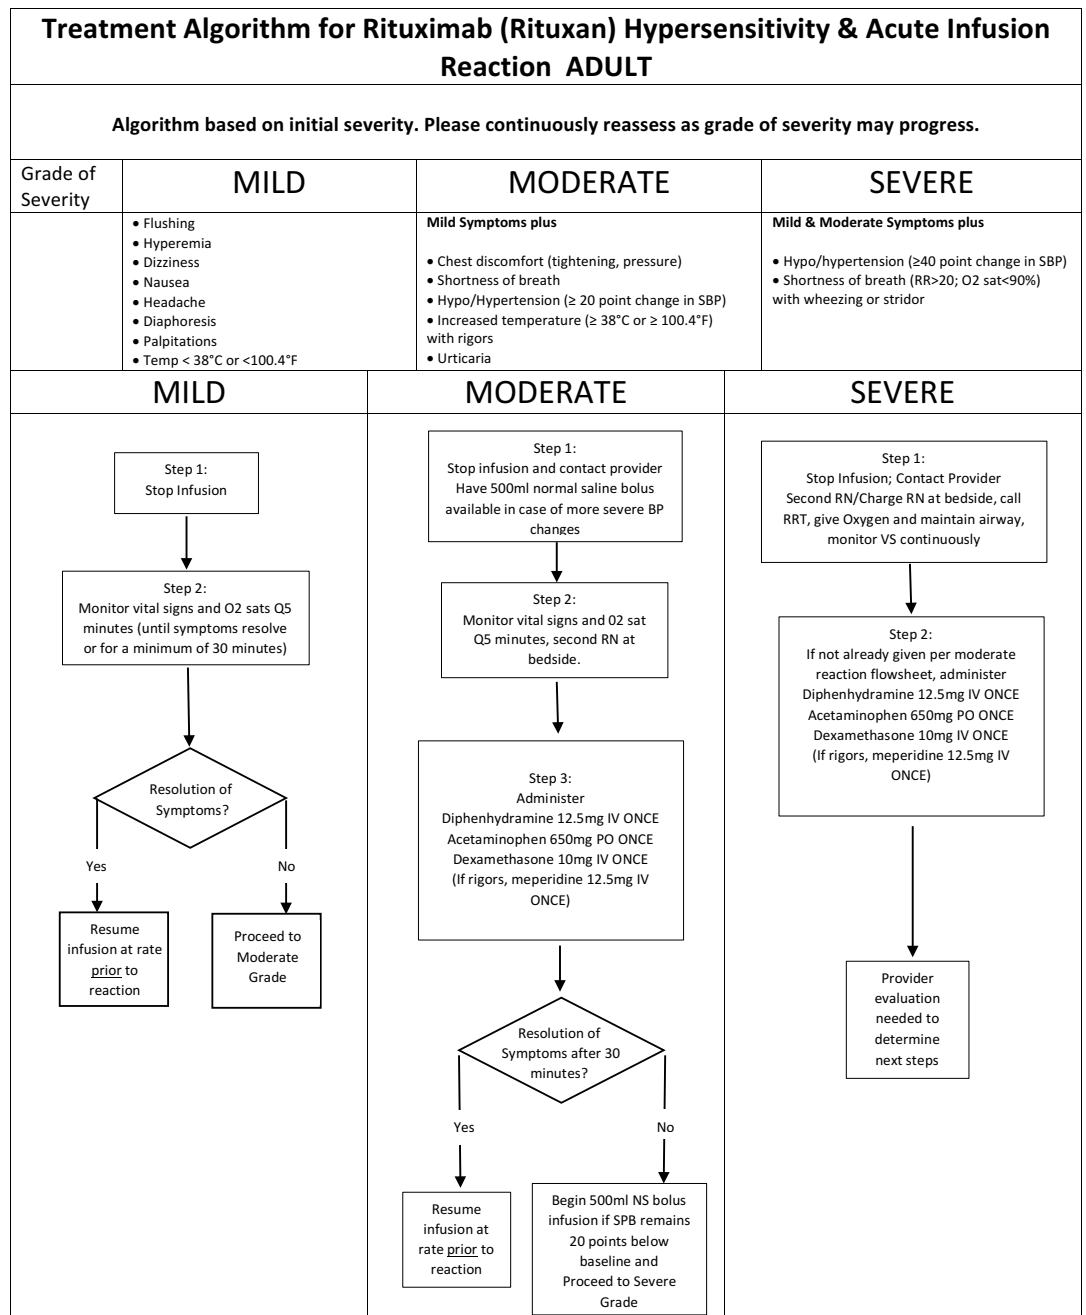 Treatment Algorithm for Rituximab (Rituxan) Hypersensitivity & Acute Infusion
Reaction ADULT
Algorithm based on initial severity. Please continuously reassess as grade of severity may progress.
Grade of
Severity
MILD
MODERATE
SEVERE
• Flushing
• Hyperemia
• Dizziness
• Nausea
• Headache
• Diaphoresis
• Palpitations
• Temp < 38°C or <100.4°F
Mild Symptoms plus
• Chest discomfort (tightening, pressure)
• Shortness of breath
• Hypo/Hypertension (≥ 20 point change in SBP)
• Increased temperature (≥ 38°C or ≥ 100.4°F)
with rigors
• Urticaria
Mild & Moderate Symptoms plus
• Hypo/hypertension (≥40 point change in SBP)
• Shortness of breath (RR>20; O2 sat<90%)
with wheezing or stridor
MILD
MODERATE
SEVERE
Step 1:
Stop Infusion
Step 2:
Monitor vital signs and O2 sats Q5
minutes (until symptoms resolve
or for a minimum of 30 minutes)
Resolution of
Symptoms?
Yes
No
Resume
infusion at rate
prior to
reaction
Proceed to
Moderate
Grade
Step 1:
Stop infusion and contact provider
Have 500ml normal saline bolus
available in case of more severe BP
changes
Step 2:
Monitor vital signs and 02 sat
Q5 minutes, second RN at
bedside.
Step 3:
Administer
Diphenhydramine 12.5mg IV ONCE
Acetaminophen 650mg PO ONCE
Dexamethasone 10mg IV ONCE
(If rigors, meperidine 12.5mg IV
ONCE)
Resolution of
Symptoms after 30
minutes?
Yes
No
Resume
infusion at
rate prior to
reaction
Begin 500ml NS bolus
infusion if SPB remains
20 points below
baseline and
Proceed to Severe
Grade
Step 1:
Stop Infusion; Contact Provider
Second RN/Charge RN at bedside, call
RRT, give Oxygen and maintain airway,
monitor VS continuously
Step 2:
If not already given per moderate
reaction flowsheet, administer
Diphenhydramine 12.5mg IV ONCE
Acetaminophen 650mg PO ONCE
Dexamethasone 10mg IV ONCE
(If rigors, meperidine 12.5mg IV
ONCE)
Provider
evaluation
needed to
determine
next steps